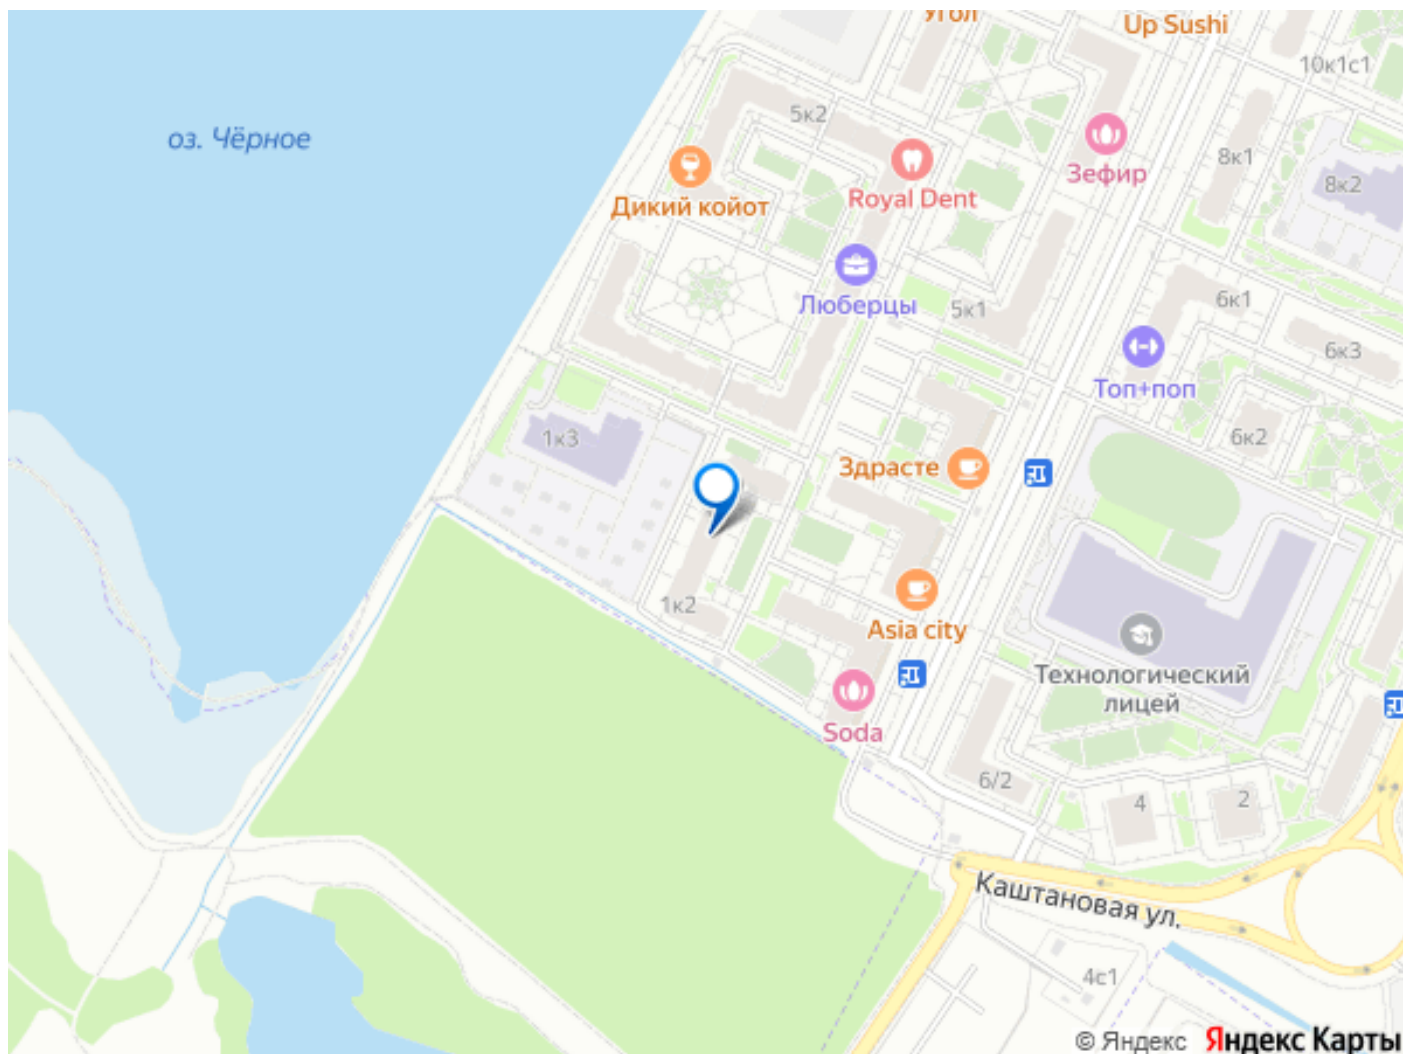 Угол
Up Sushi
10к1с1
5к2
оз. Чёрное
Зефир
8к1
8к2
Royal Dent
Дикий койот
Люберцы
5к1
6к1
6к3
Топ+поп
1к3
6к2
Здрасте
1к2
Asia city
Технологический
лицей
Soda
6/2
4
2
Каштановая ул.
4с1
© Яндекс Яндекс Карты